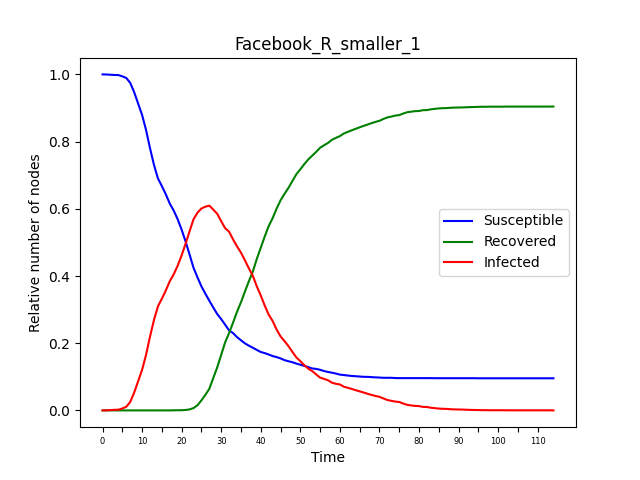 Facebook_R_smaller_1
Relative number of nodes
1.0
0.8
0.6
0.4
0.2
0.0
Susceptible
Recovered
Infected
0 10 20 30 40 50 60 70 80 90 100 110
Time